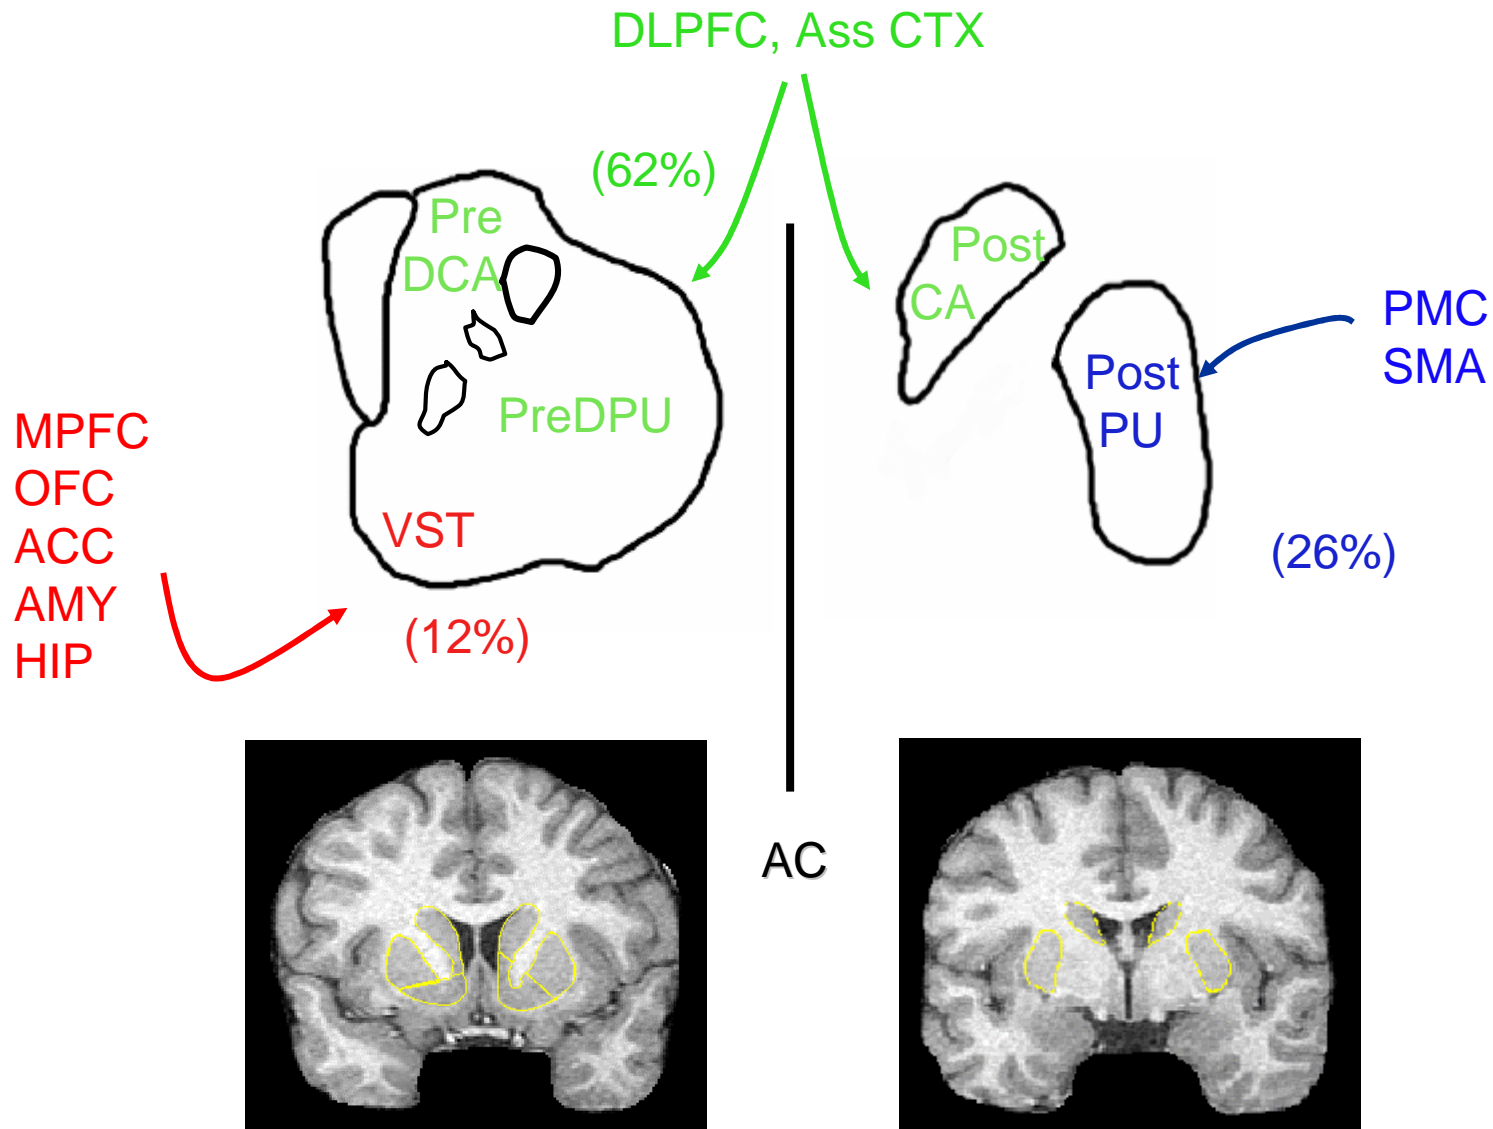 DLPFC, Ass CTX
(62%)
Pre
DCA
PreDPU
VST
(12%)
MPFC
OFC
ACC
AMY
HIP
Post
CA
Post
PU
PMC
SMA
(26%)
AC